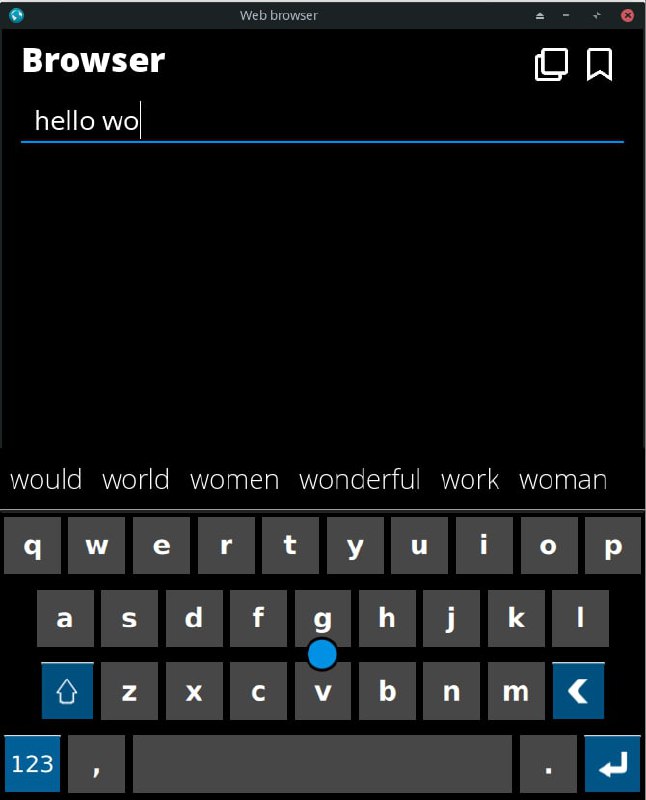 Web browser
Browser
hello wo
would world women wonderful work woman
q w e r t y u i o p
a s d f g h j k l
z x c v b n m
123 , .